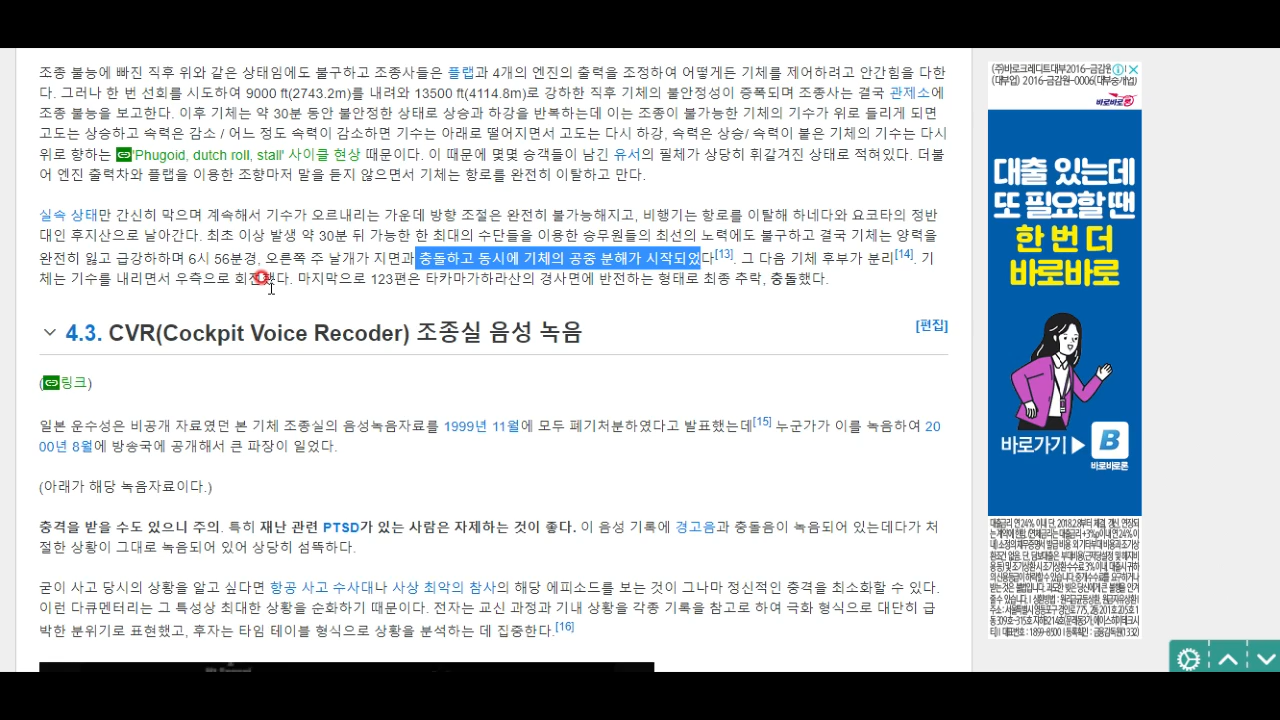 조종 불능에 빠진 직후 위와 같은 상태임에도 불구하고 조종사들은 플랩과 4개의 엔진의 출력을 조정하여 어떻게든 기체를 제어하려고 안간힘을 다한
다. 그러나 한 번 선회를 시도하여 9000 ft(2743.2m)를 내려와 13500 ft(4114.8m)로 강하한 직후 기체의 불안정성이 증폭되며 조종사는 결국 관제소에
조종 불능을 보고한다. 이후 기체는 약 30분 동안 불안정한 상태로 상승과 하강을 반복하는데 이는 조종이 불가능한 기체의 기수가 위로 들리게 되면
고도는 상승하고 속력은 감소 / 어느 정도 속력이 감소하면 기수는 아래로 떨어지면서 고도는 다시 하강, 속력은 상승/ 속력이 붙은 기체의 기수는 다시
위로 향하는 'Phugoid, dutch roll, stall' 사이클 현상 때문이다. 이 때문에 몇몇 승객들이 남긴 유서의 필체가 상당히 휘갈겨진 상태로 적혀있다. 더불
어 엔진 출력차와 플랩을 이용한 조향마저 말을 듣지 않으면서 기체는 항로를 완전히 이탈하고 만다.
실속 상태만 간신히 막으며 계속해서 기수가 오르내리는 가운데 방향 조절은 완전히 불가능해지고, 비행기는 항로를 이탈해 하네다와 요코타의 정반
대인 후지산으로 날아간다. 최초 이상 발생 약 30분 뒤 가능한 한 최대의 수단들을 이용한 승무원들의 최선의 노력에도 불구하고 결국 기체는 양력을
완전히 잃고 급강하하며 6시 56분경, 오른쪽 주 날개가 지면과 충돌하고 동시에 기체의 공중 분해가 시작되었다[13]. 그 다음 기체 후부가 분리[14]. 기
체는 기수를 내리면서 우측으로 회전했다. 마지막으로 123편은 타카마가하라산의 경사면에 반전하는 형태로 최종 추락, 충돌했다.
4.3. CVR(Cockpit Voice Recoder) 조종실 음성 녹음
[편집]
(링크)
일본 운수성은 비공개 자료였던 본 기체 조종실의 음성녹음자료를 1999년 11월에 모두 폐기처분하였다고 발표했는데[15] 누군가가 이를 녹음하여 20
00년 8월에 방송국에 공개해서 큰 파장이 일었다.
(아래가 해당 녹음자료이다.)
충격을 받을 수도 있으니 주의. 특히 재난 관련 PTSD가 있는 사람은 자제하는 것이 좋다. 이 음성 기록에 경고음과 충돌음이 녹음되어 있는데다가 처
절한 상황이 그대로 녹음되어 있어 상당히 섬뜩하다.
굳이 사고 당시의 상황을 알고 싶다면 항공 사고 수사대나 사상 최악의 참사의 해당 에피소드를 보는 것이 그나마 정신적인 충격을 최소화할 수 있다.
이런 다큐멘터리는 그 특성상 최대한 상황을 순화하기 때문이다. 전자는 교신 과정과 기내 상황을 각종 기록을 참고로 하여 극화 형식으로 대단히 급
박한 분위기로 표현했고, 후자는 타임 테이블 형식으로 상황을 분석하는 데 집중한다.[16]
(주)바로크레디트대부2016-금감원
(대부업) 2016-금감원-0006(대부중개업)
바로바로
대출 있는데
또 필요할 땐
한 번 더
바로바로
바로가기
B
바로바로론